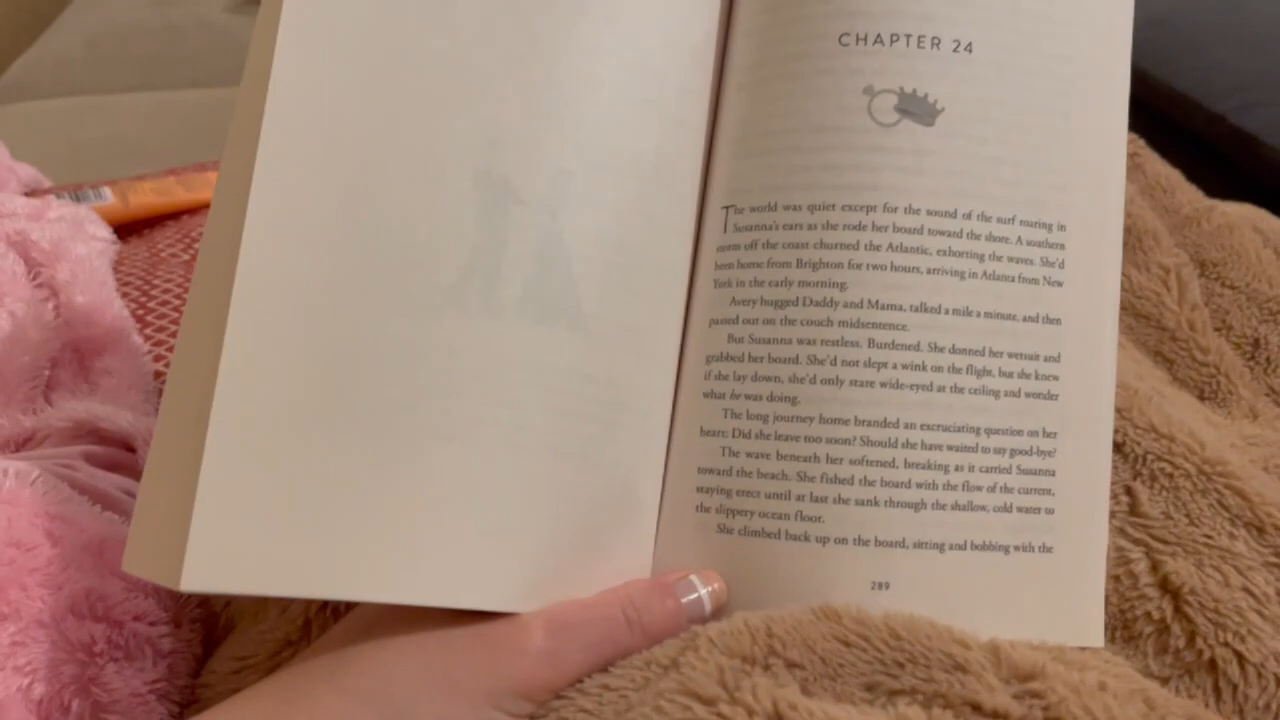 CHAPTER 24
The world was quiet except for the sound of the surf roaring in
Susanna's ears as she rode her board toward the shore. A southern
storm off the coast churned the Atlantic, exhorting the waves. She'd
been home from Brighton for two hours, arriving in Atlanta from New
York in the early morning.
Avery hugged Daddy and Mama, talked a mile a minute, and then
passed out on the couch midsentence.
But Susanna was restless. Burdened. She donned her wetsuit and
grabbed her board. She'd not slept a wink on the flight, but she knew
if she lay down, she'd only stare wide-eyed at the ceiling and wonder
what he was doing.
The long journey home branded an excruciating question on her
heart: Did she leave too soon? Should she have waited to say good-bye?
The wave beneath her softened, breaking as it carried Susanna
toward the beach. She fished the board with the flow of the current,
staying erect until at last she sank through the shallow, cold water to
the slippery ocean floor.
She climbed back up on the board, sitting and bobbing with the
289